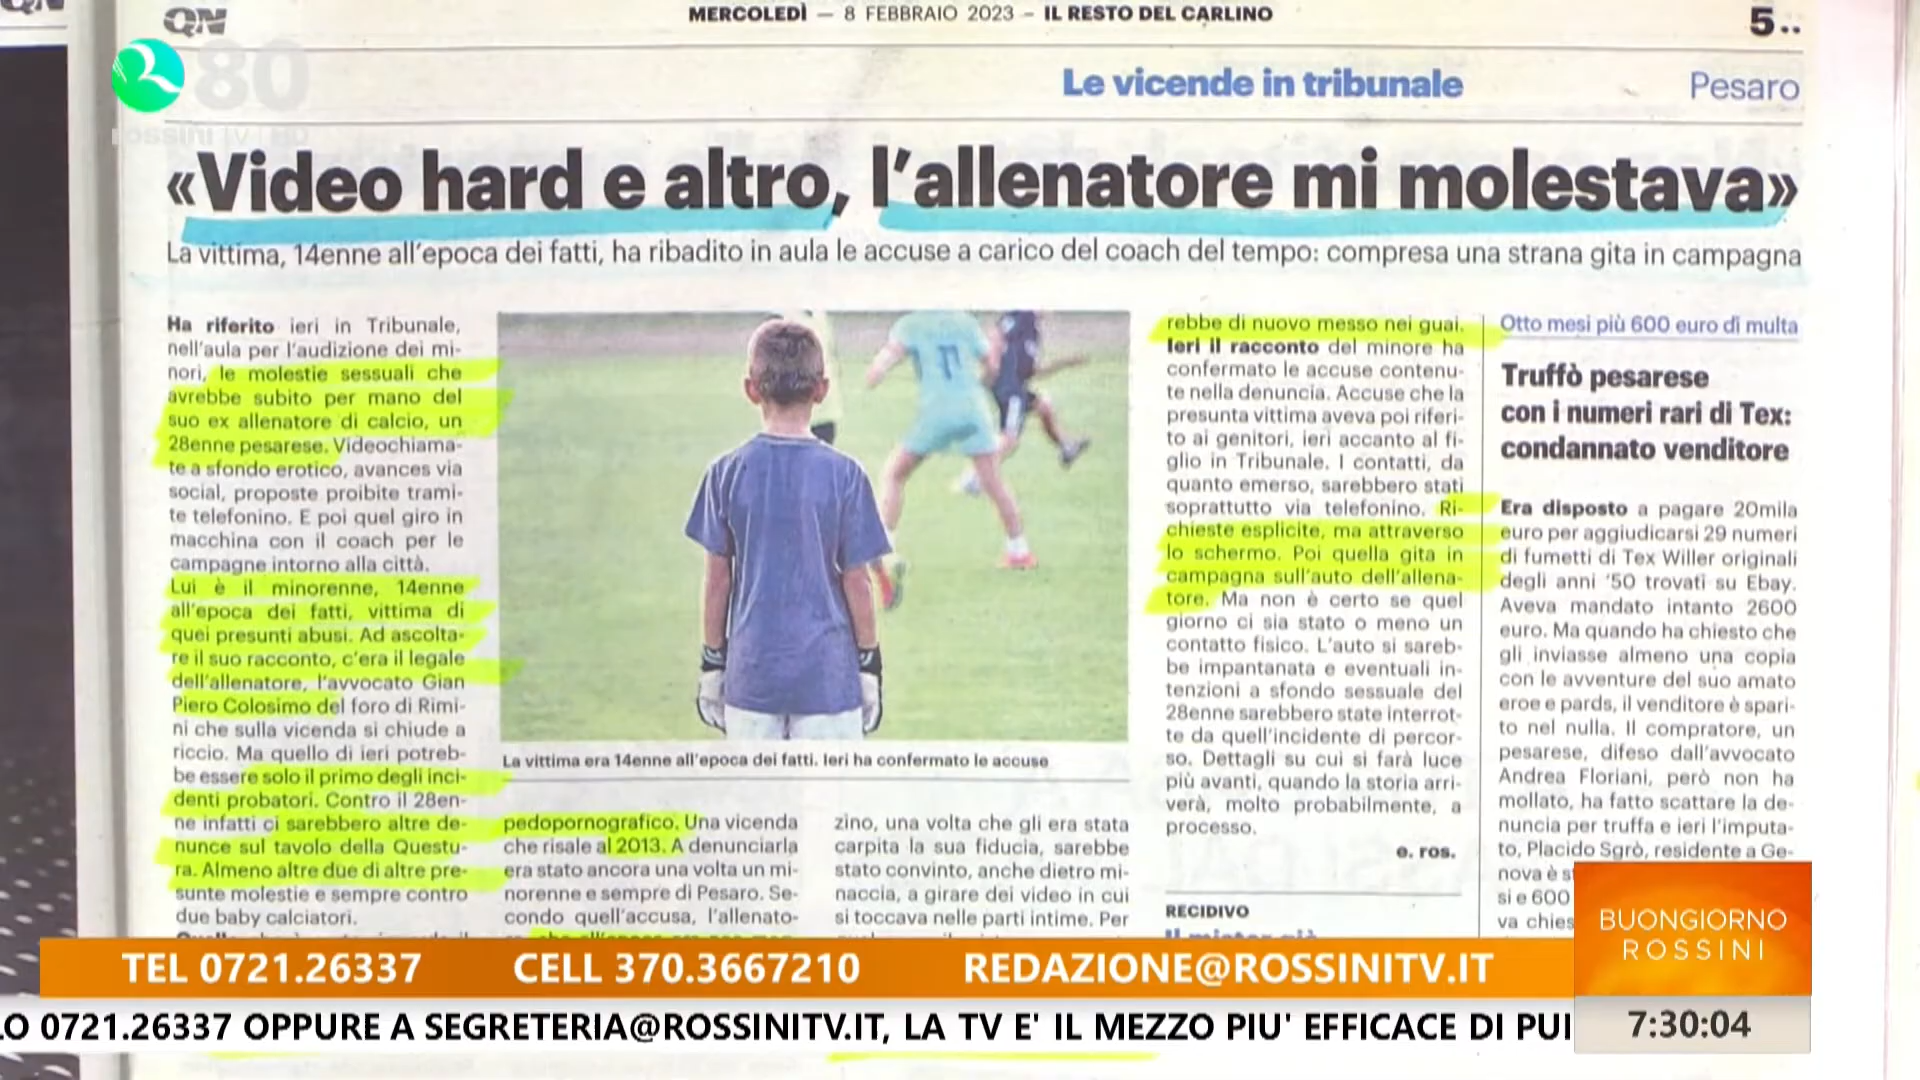 QN
MERCOLEDÌ — 8 FEBBRAIO 2023 – IL RESTO DEL CARLINO
5..
80
rossini tv HD
Le vicende in tribunale
Pesaro
«Video hard e altro, l'allenatore mi molestava»
La vittima, 14enne all'epoca dei fatti, ha ribadito in aula le accuse a carico del coach del tempo: compresa una strana gita in campagna
Ha riferito ieri in Tribunale,
nell'aula per l'audizione dei mi-
nori, le molestie sessuali che
avrebbe subito per mano del
suo ex allenatore di calcio, un
28enne pesarese. Videochiama-
te a sfondo erotico, avances via
social, proposte proibite trami-
te telefonino. E poi quel giro in
macchina con il coach per le
campagne intorno alla città.
Lui è il minorenne, 14enne
all'epoca dei fatti, vittima di
quei presunti abusi. Ad ascolta-
re il suo racconto, c'era il legale
dell'allenatore, l'avvocato Gian
Piero Colosimo del foro di Rimi-
ni che sulla vicenda si chiude a
riccio. Ma quello di ieri potreb-
be essere solo il primo degli inci-
denti probatori. Contro il 28en-
ne infatti ci sarebbero altre de-
nunce sul tavolo della Questu-
ra. Almeno altre due di altre pre-
sunte molestie e sempre contro
due baby calciatori.
11
La vittima era 14enne all'epoca dei fatti. Ieri ha confermato le accuse
pedopornografico. Una vicenda
che risale al 2013. A denunciarla
era stato ancora una volta un mi-
norenne e sempre di Pesaro. Se-
condo quell'accusa, l'allenato-
zino, una volta che gli era stata
carpita la sua fiducia, sarebbe
stato convinto, anche dietro mi-
naccia, a girare dei video in cui
si toccava nelle parti intime. Per
rebbe di nuovo messo nei guai.
Ieri il racconto del minore ha
confermato le accuse contenu-
te nella denuncia. Accuse che la
presunta vittima aveva poi riferi-
to ai genitori, ieri accanto al fi-
glio in Tribunale. I contatti, da
quanto emerso, sarebbero stati
soprattutto via telefonino. Ri-
chieste esplicite, ma attraverso
lo schermo. Poi quella gita in
campagna sull'auto dell'allena-
tore. Ma non è certo se quel
giorno ci sia stato o meno un
contatto fisico. L'auto si sareb-
be impantanata e eventuali in-
tenzioni a sfondo sessuale del
28enne sarebbero state interrot-
te da quell'incidente di percor-
so. Dettagli su cui si farà luce
più avanti, quando la storia arri-
verà, molto probabilmente, a
processo.
e. ros.
RECIDIVO
Otto mesi più 600 euro di multa
Truffò pesarese
con i numeri rari di Tex:
condannato venditore
Era disposto a pagare 20mila
euro per aggiudicarsi 29 numeri
di fumetti di Tex Willer originali
degli anni '50 trovati su Ebay.
Aveva mandato intanto 2600
euro. Ma quando ha chiesto che
gli inviasse almeno una copia
con le avventure del suo amato
eroe e pards, il venditore è spari-
to nel nulla. Il compratore, un
pesarese, difeso dall'avvocato
Andrea Floriani, però non ha
mollato, ha fatto scattare la de-
nuncia per truffa e ieri l'imputa-
to, Placido Sgrò, residente a Ge-
nova è s
si e 600
va chies
TEL 0721.26337 CELL 370.3667210 REDAZIONE@ROSSINITV.IT
BUONGIORNO
ROSSINI
LO 0721.26337 OPPURE A SEGRETERIA@ROSSINITV.IT, LA TV E' IL MEZZO PIU' EFFICACE DI PUI
7:30:04